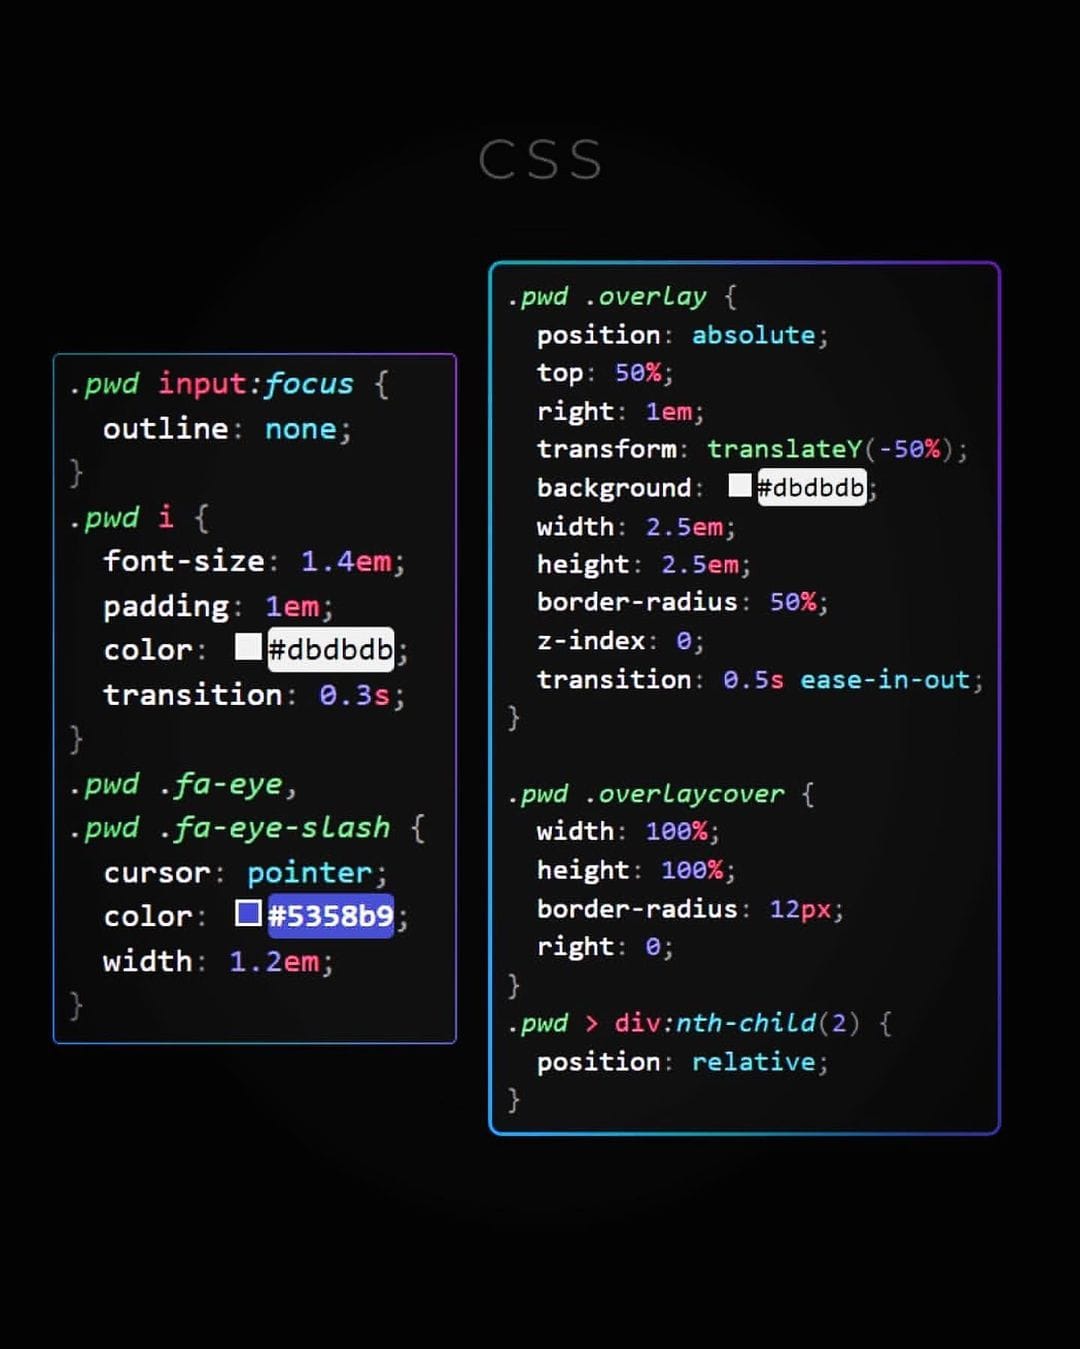 CSS
.pwd input:focus {
outline: none;
}
.pwd i {
font-size: 1.4em;
padding: 1em;
color: #dbdbdb;
transition: 0.3s;
}
.pwd .fa-eye,
.pwd .fa-eye-slash {
cursor: pointer;
color: #5358b9;
width: 1.2em;
}
.pwd .overlay {
position: absolute;
top: 50%;
right: 1em;
transform: translateY(-50%);
background: #dbdbdb;
width: 2.5em;
height: 2.5em;
border-radius: 50%;
z-index: 0;
transition: 0.5s ease-in-out;
}
.pwd .overlaycover {
width: 100%;
height: 100%;
border-radius: 12px;
right: 0;
}
.pwd > div:nth-child(2) {
position: relative;
}